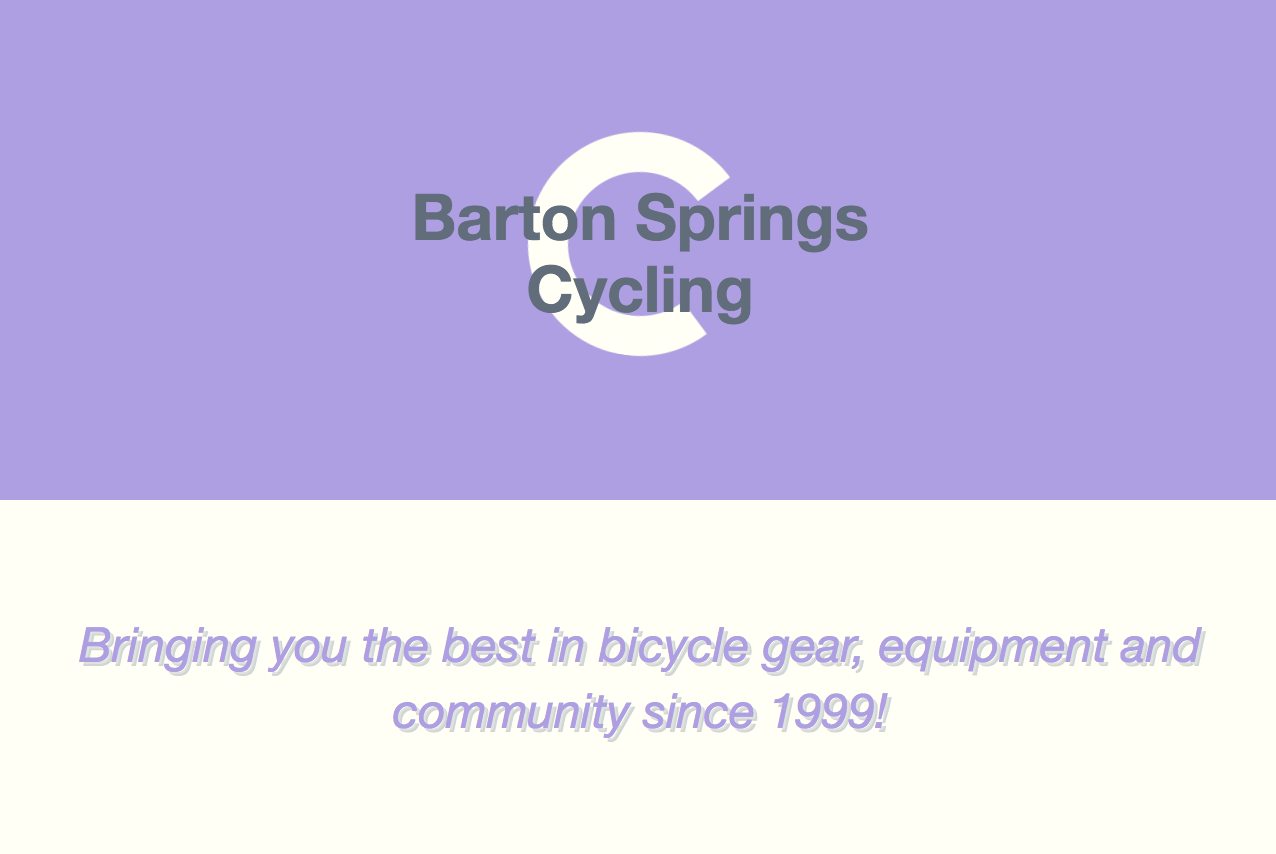 C
Barton Springs
Cycling
Bringing you the best in bicycle gear, equipment and
community since 1999!